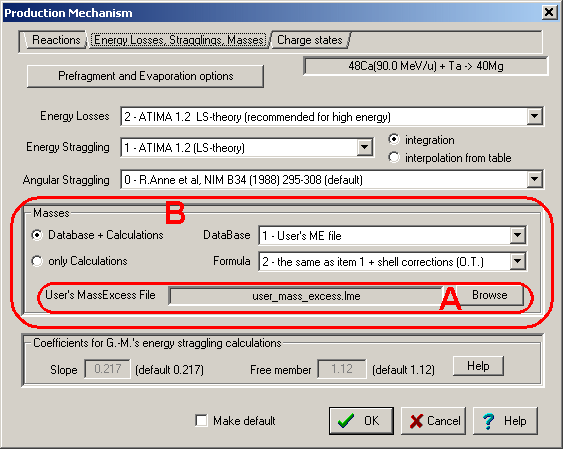 Production Mechanism
Reactions Energy Losses, Stragglings, Masses Charge states
Prefragment and Evaporation options 48Ca(90.0 MeV/u) + Ta -> 40Mg
Energy Losses 2 - ATIMA 1.2 LS-theory (recommended for high energy)
Energy Straggling 1 - ATIMA 1.2 (LS-theory) integration
interpolation from table
Angular Straggling 0 - R.Anne et al, NIM B34 (1988) 295-308 (default)
B
Masses
Database + Calculations DataBase 1 - User's ME file
only Calculations Formula 2 - the same as item 1 + shell corrections (O.T.)
User's MassExcess File user_mass_excess.lme A Browse
Coefficients for G.-M.'s energy straggling calculations
Slope 0.217 (default 0.217) Free member 1.12 (default 1.12) Help
Make default OK Cancel ? Help